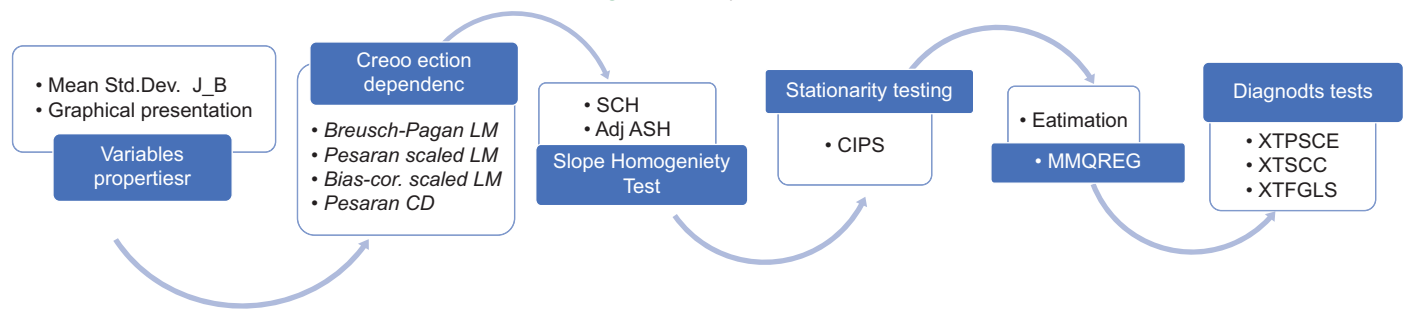 • Mean Std.Dev. J_B
• Graphical presentation
Variables
propertiesr
Creoo ection
dependenc
• Breusch-Pagan LM
• Pesaran scaled LM
• Bias-cor. scaled LM
• Pesaran CD
• SCH
• Adj ASH
Slope Homogeniety
Test
Stationarity testing
• CIPS
• Eatimation
• MMQREG
Diagnodts tests
• XTPSCE
• XTSCC
• XTFGLS